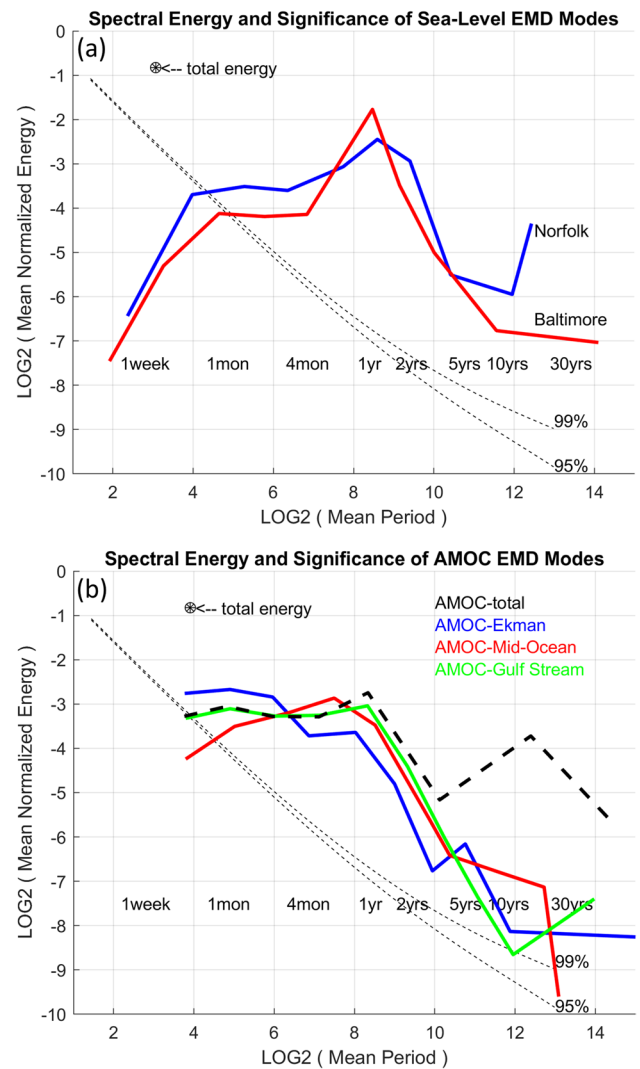 Spectral Energy and Significance of Sea-Level EMD Modes
(a)
<-- total energy
0
-1
-2
-3
-4
-5
-6
-7
-8
-9
-10
LOG2 ( Mean Normalized Energy )
Norfolk
Baltimore
1week 1mon 4mon 1yr 2yrs 5yrs 10yrs 30yrs
99%
95%
2 4 6 8 10 12 14
LOG2 ( Mean Period )
Spectral Energy and Significance of AMOC EMD Modes
(b)
<-- total energy
AMOC-total
AMOC-Ekman
AMOC-Mid-Ocean
AMOC-Gulf Stream
0
-1
-2
-3
-4
-5
-6
-7
-8
-9
-10
LOG2 ( Mean Normalized Energy )
1week 1mon 4mon 1yr 2yrs 5yrs 10yrs 30yrs
99%
95%
2 4 6 8 10 12 14
LOG2 ( Mean Period )